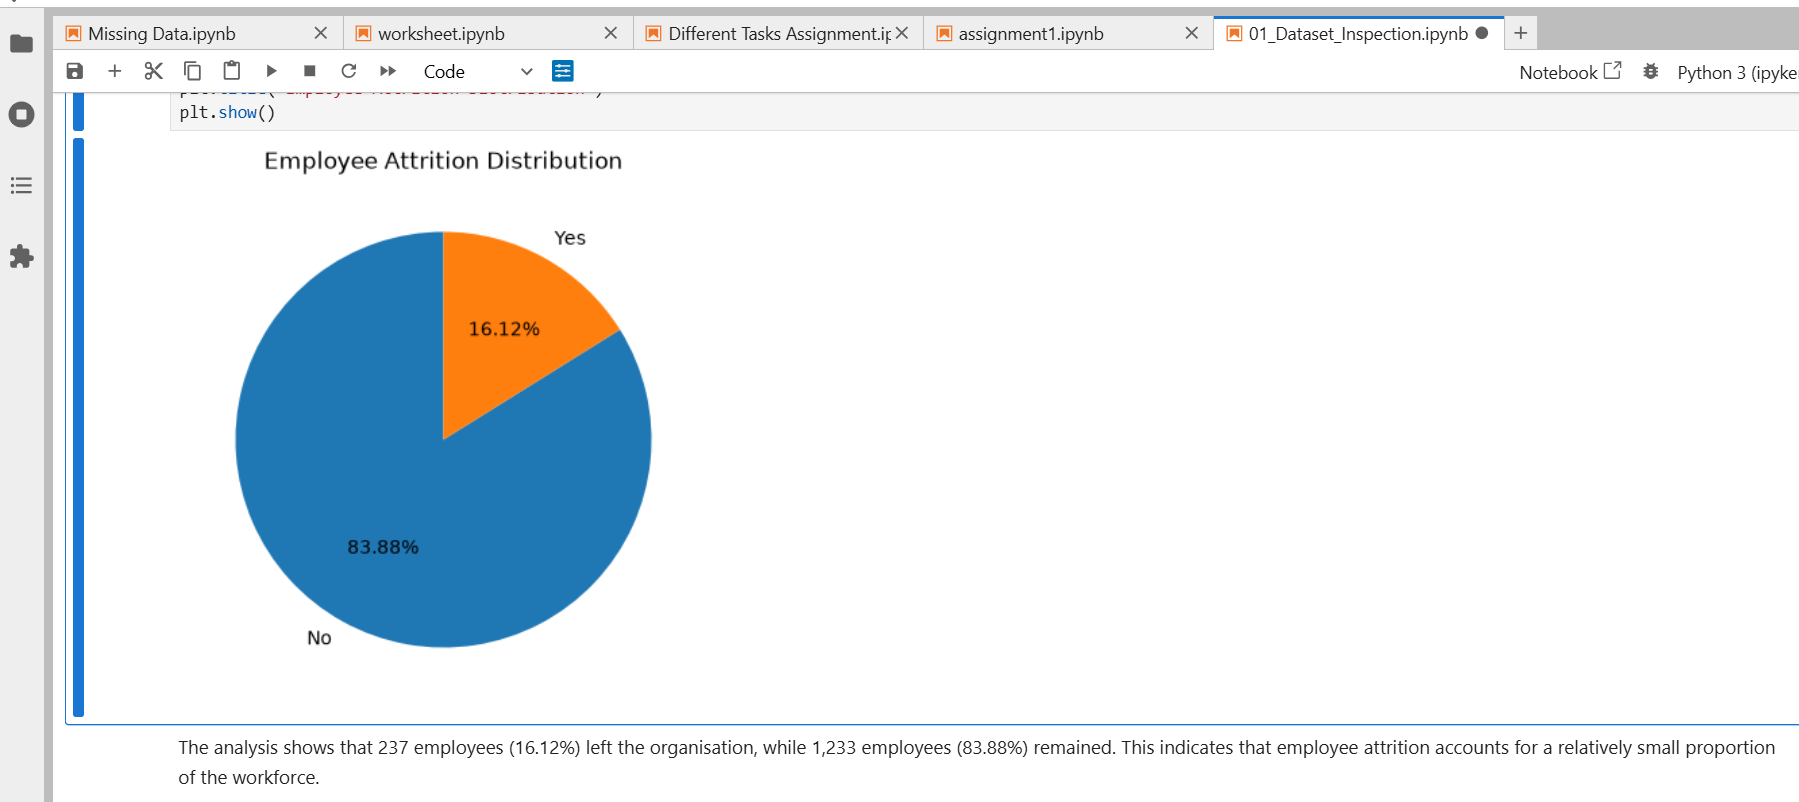 Missing Data.ipynb
worksheet.ipynb
Different Tasks Assignment.ip
assignment1.ipynb
01_Dataset_Inspection.ipynb
Code
Notebook
Python 3 (ipyke
plt.show()
Employee Attrition Distribution
Yes
16.12%
83.88%
No
The analysis shows that 237 employees (16.12%) left the organisation, while 1,233 employees (83.88%) remained. This indicates that employee attrition accounts for a relatively small proportion
of the workforce.